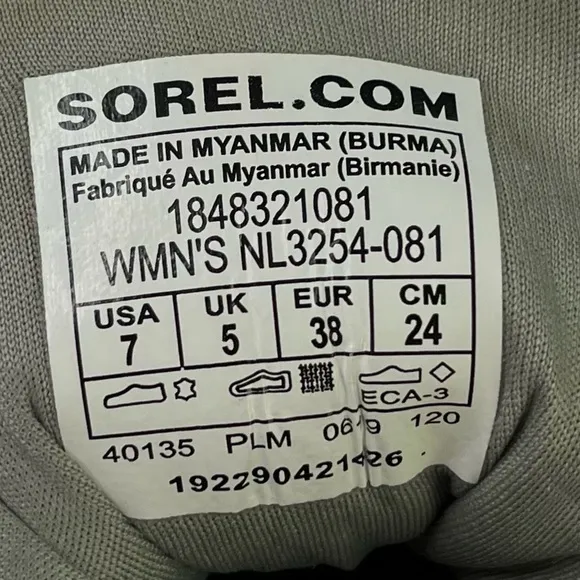 SOREL.COM
MADE IN MYANMAR (BURMA)
Fabriqué Au Myanmar (Birmanie)
1848321081
WMN'S NL3254-081
USA UK EUR CM
7 5 38 24
ECA-3
40135 PLM 120